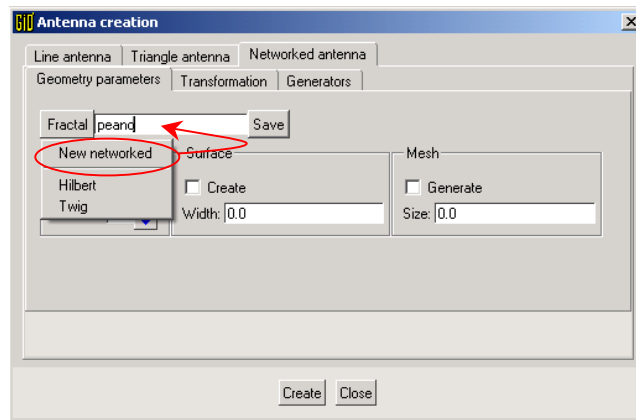 GiD Antenna creation
Line antenna Triangle antenna Networked antenna
Geometry parameters Transformation Generators
Fractal peano Save
New networked
Hilbert
Twig
Surface
Create
Width: 0.0
Mesh
Generate
Size: 0.0
Create Close